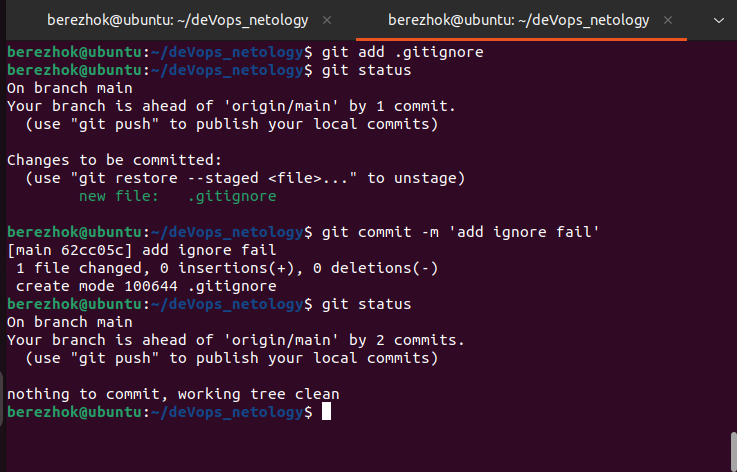 berezhok@ubuntu: ~/deVops_netology × berezhok@ubuntu: ~/deVops_netology ×
berezhok@ubuntu:~/deVops_netology$ git add .gitignore
berezhok@ubuntu:~/deVops_netology$ git status
On branch main
Your branch is ahead of 'origin/main' by 1 commit.
  (use "git push" to publish your local commits)

Changes to be committed:
  (use "git restore --staged <file>..." to unstage)
        new file:   .gitignore

berezhok@ubuntu:~/deVops_netology$ git commit -m 'add ignore fail'
[main 62cc05c] add ignore fail
 1 file changed, 0 insertions(+), 0 deletions(-)
 create mode 100644 .gitignore
berezhok@ubuntu:~/deVops_netology$ git status
On branch main
Your branch is ahead of 'origin/main' by 2 commits.
  (use "git push" to publish your local commits)

nothing to commit, working tree clean
berezhok@ubuntu:~/deVops_netology$